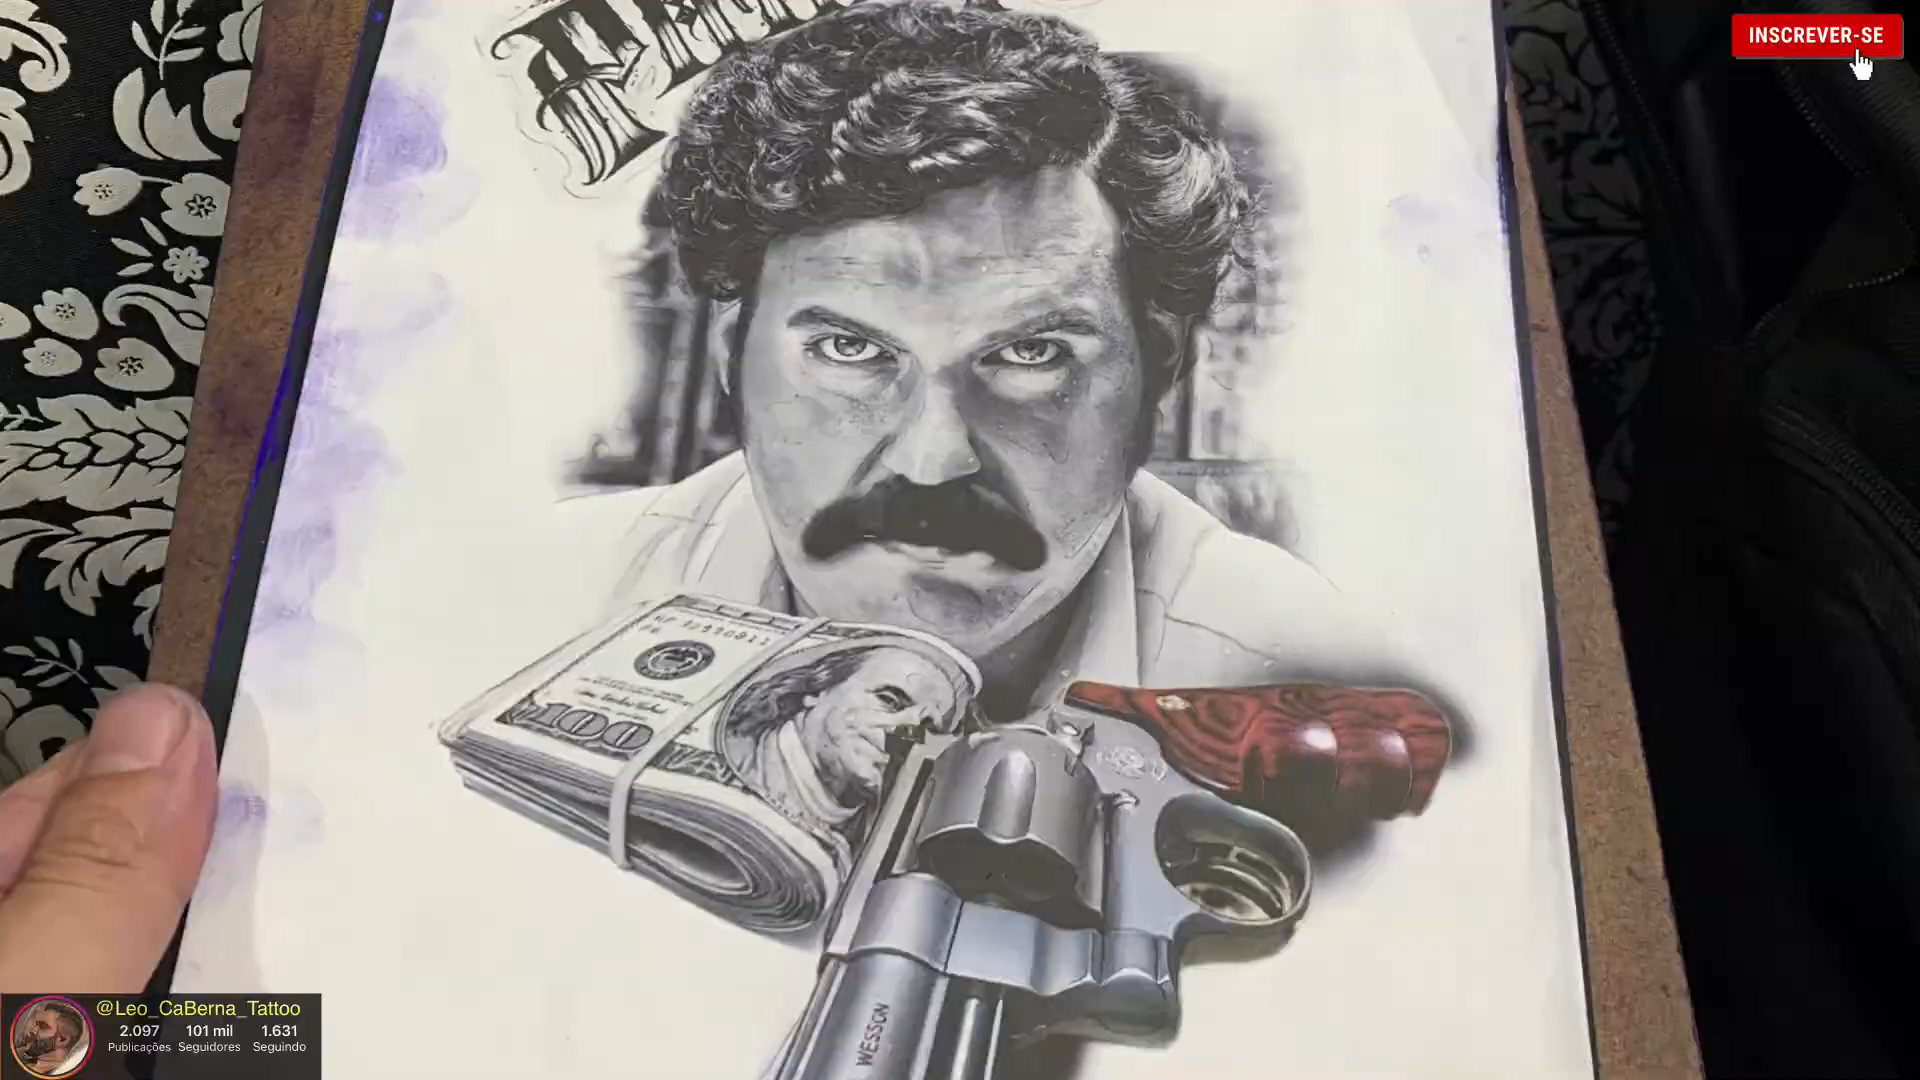 INSCREVER-SE
100
WESSON
@Leo_CaBerna_Tattoo
2.097 101 mil 1.631
Publicações Seguidores Seguindo